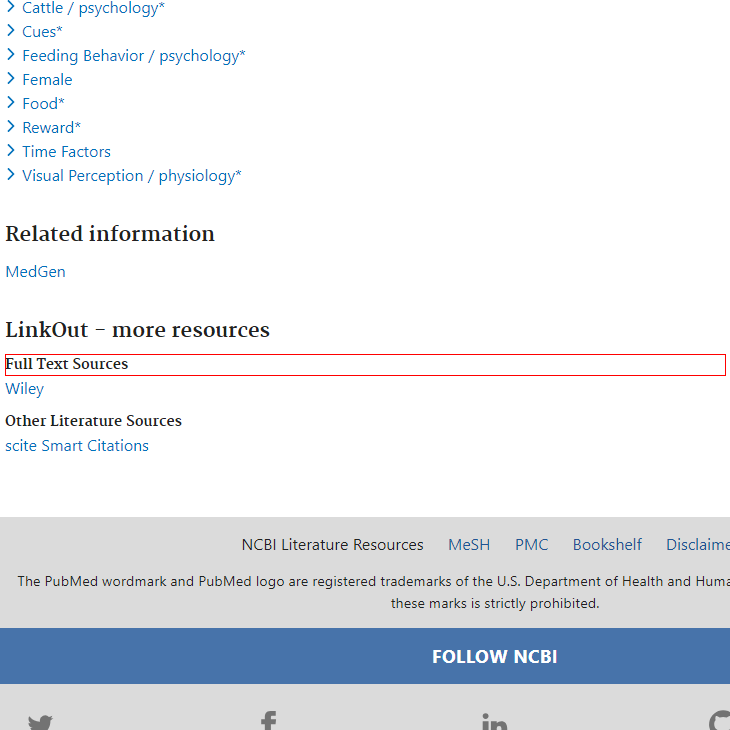 Cattle / psychology*
Cues*
Feeding Behavior / psychology*
Female
Food*
Reward*
Time Factors
Visual Perception / physiology*
Related information
MedGen
LinkOut - more resources
Full Text Sources
Wiley
Other Literature Sources
scite Smart Citations
NCBI Literature Resources MeSH PMC Bookshelf
The PubMed wordmark and PubMed logo are registered trademarks of the U.S. Department of Health and
these marks is strictly prohibited.
FOLLOW NCBI